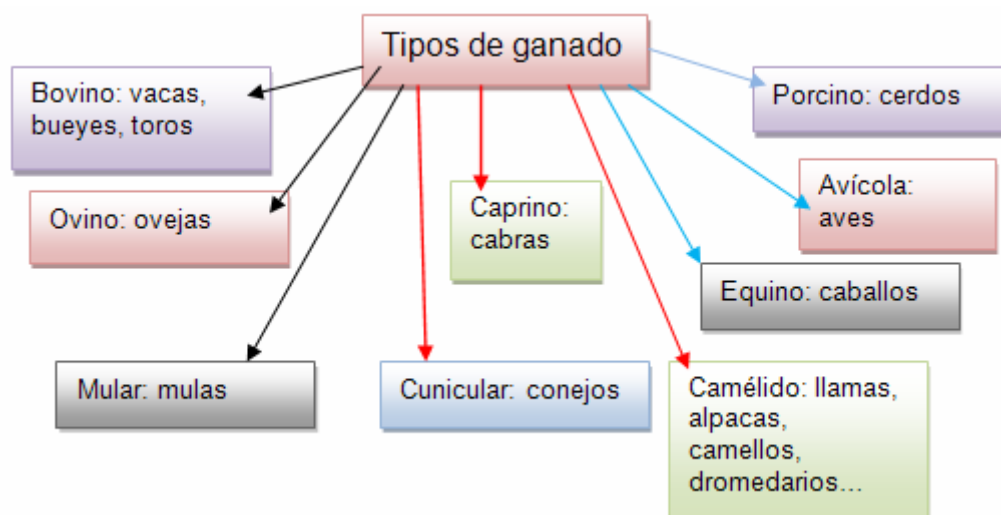 Tipos de ganado
Bovino: vacas,
bueyes, toros
Porcino: cerdos
Ovino: ovejas
Caprino:
cabras
Avícola:
aves
Equino: caballos
Mular: mulas
Cunicular: conejos
Camélido: llamas,
alpacas,
camellos,
dromedarios…